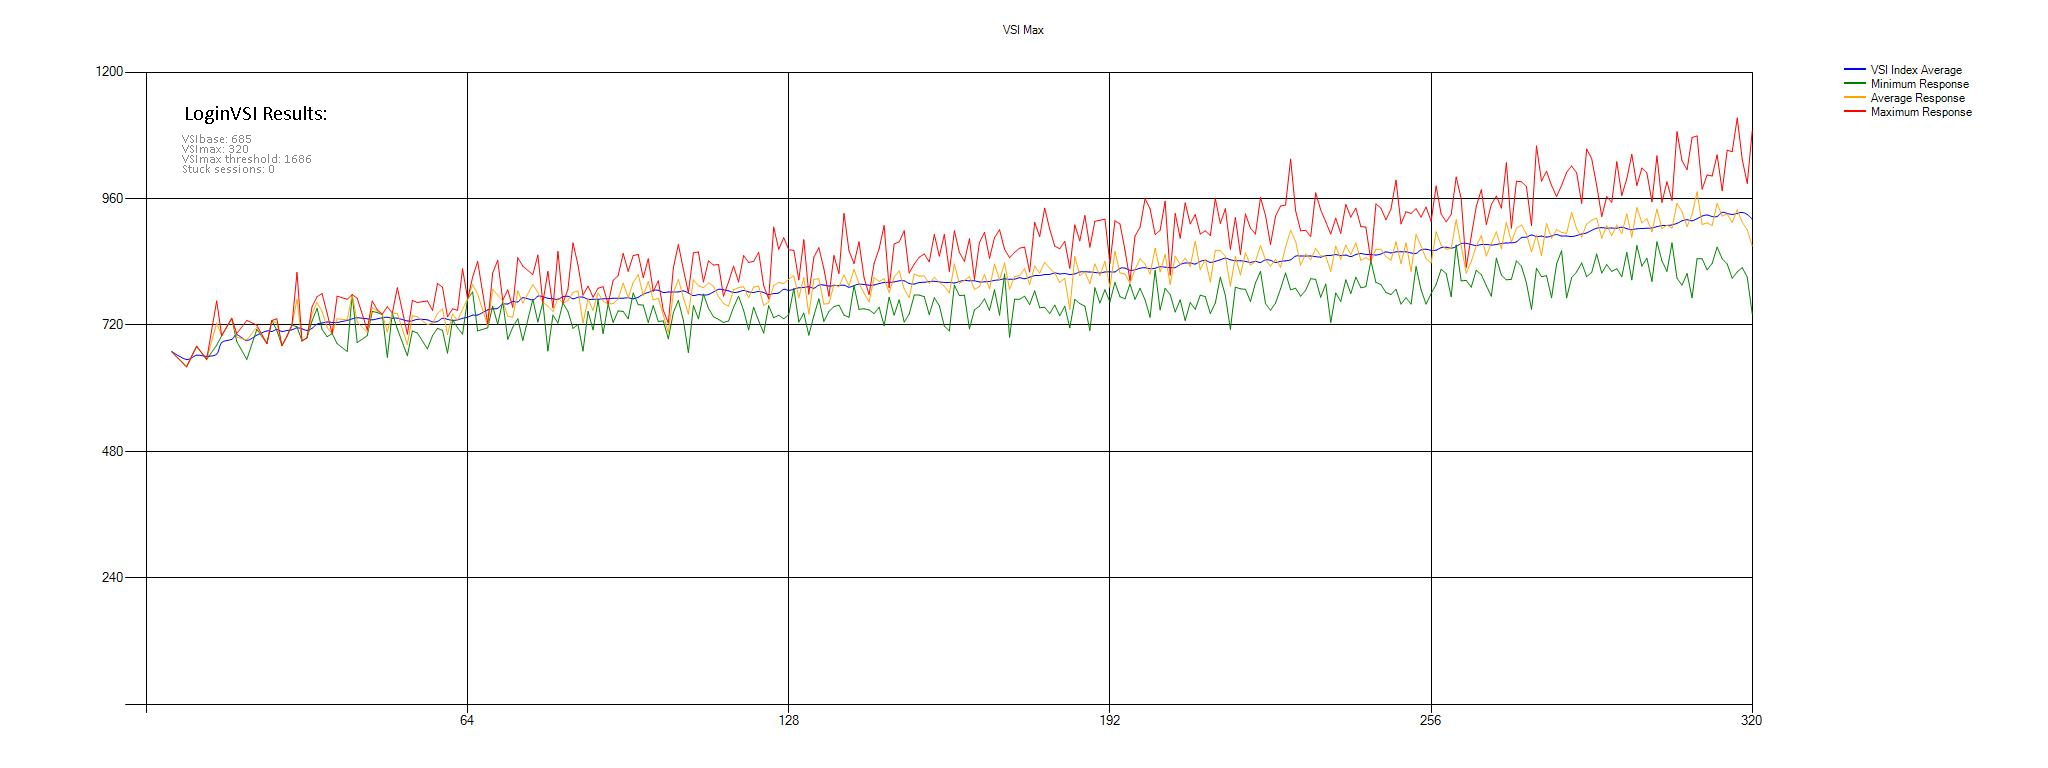 VSI Max
1200
960
720
480
240
64
128
192
256
320
LoginVSI Results:
VSIbase: 685
VSImax: 320
VSImax threshold: 1686
Stuck sessions: 0
VSI Index Average
Minimum Response
Average Response
Maximum Response